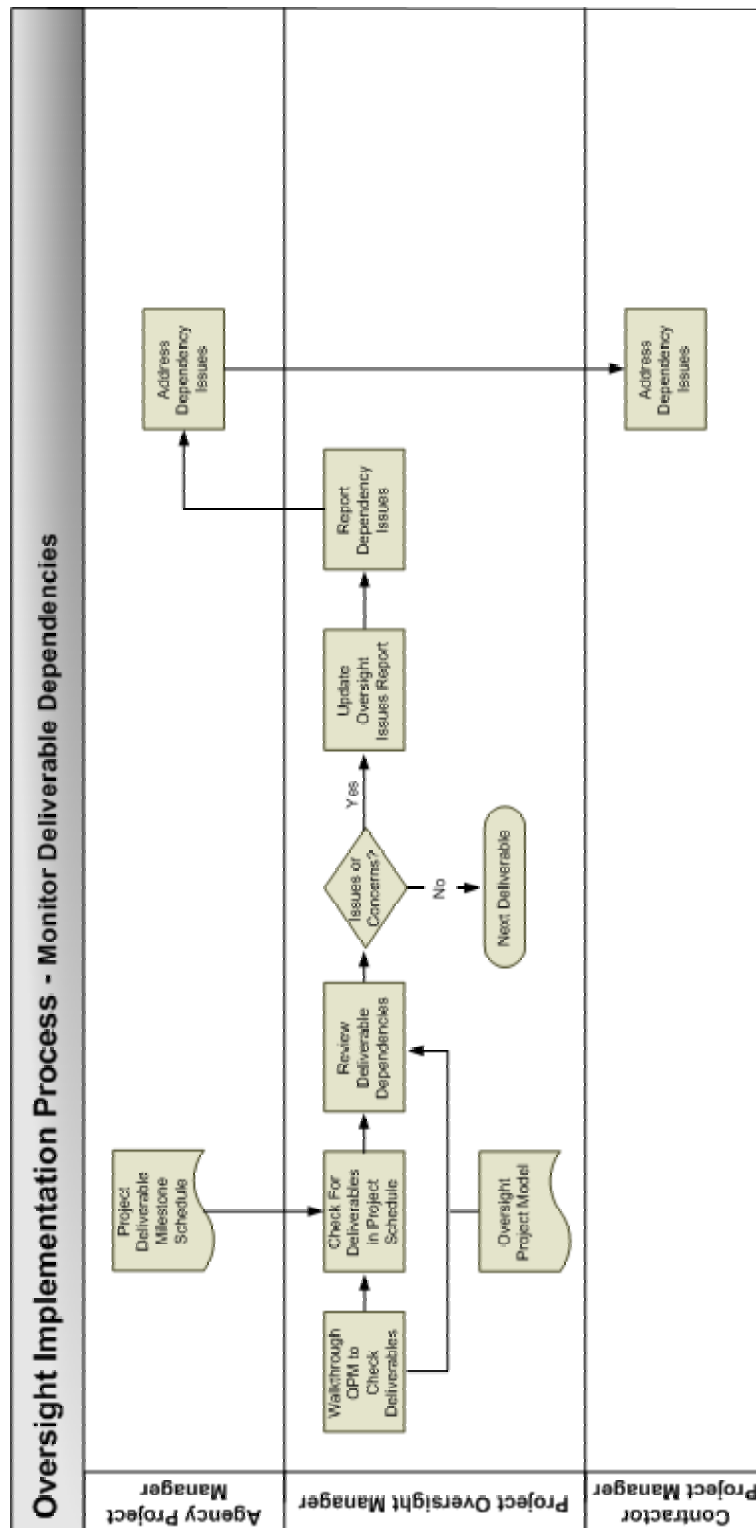 Oversight Implementation Process - Monitor Deliverable Dependencies
Agency Project
Manager
Project
Deliverable
Milestone
Schedule
Address
Dependency
Issues
Project Oversight Manager
Walkthrough
OPM to
Check
Deliverables
Check For
Deliverables
in Project
Schedule
Review
Deliverable
Dependencies
Issues or
Concerns?
Yes
Update
Oversight
Issues Report
Report
Dependency
Issues
No
Next Deliverable
Oversight
Project Model
Contractor
Project Manager
Address
Dependency
Issues